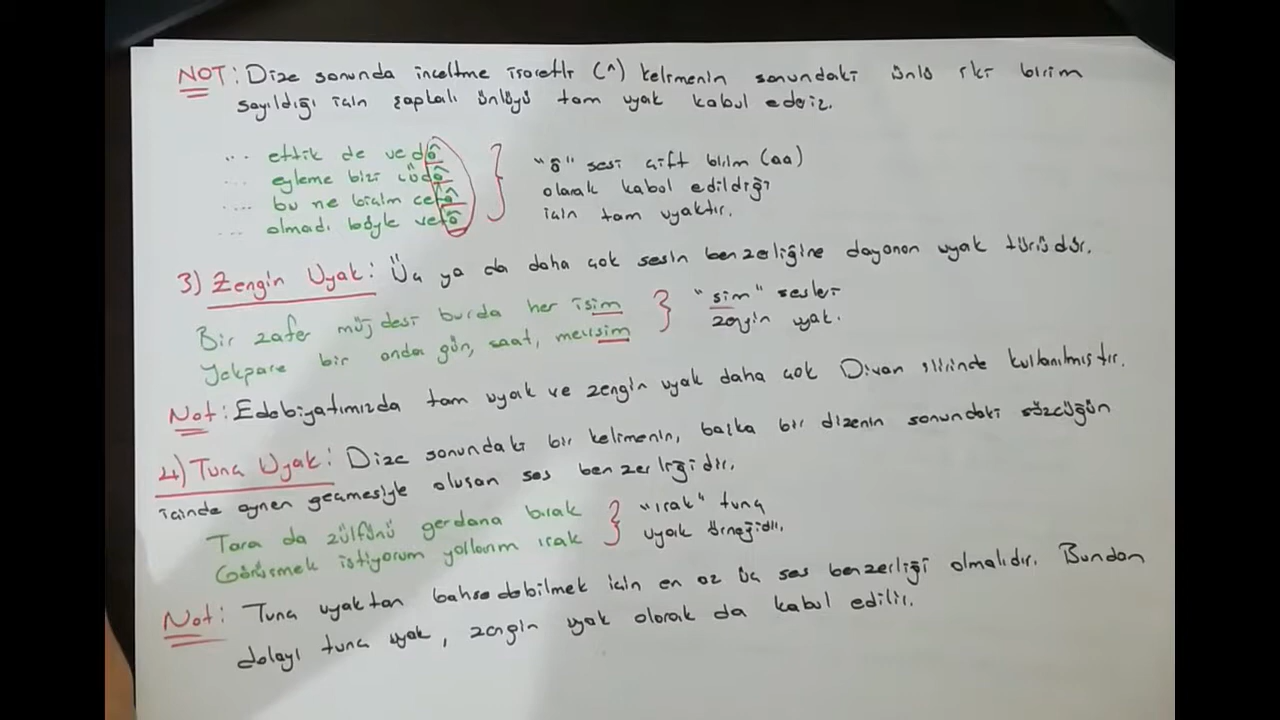 NOT: Dize sonunda inceltme işaretli (^) kelimenin sonundaki ünlü iki birim
sayıldığı için şapkalı ünlüyü tam uyak kabul ederiz.
... ettik de vedâ
... eyleme bizi cüdâ
.... bu ne biçim cefâ
... olmadı böyle vefâ
"â" sesi çift birim (aa)
olarak kabul edildiği
için tam uyaktır.
3) Zengin Uyak: Üç ya da daha çok sesin benzerliğine dayanan uyak türüdür.
Bir zafer müjdesi burda her isim
Yekpare bir anda gün, saat, mevsim
"sim" sesleri
zengin uyak.
Not: Edebiyatımızda tam uyak ve zengin uyak daha çok Divan şiirinde kullanılmıştır.
4) Tunç Uyak: Dize sonundaki bir kelimenin, başka bir dizenin sonundaki sözcüğün
içinde aynen geçmesiyle oluşan ses benzerliğidir.
Tara da zülfünü gerdana bırak
Görüşmek istiyorum yollarım ırak
"ırak" tunç
uyak örneğidir.
Not: Tunç uyaktan bahsedebilmek için en az üç ses benzerliği olmalıdır. Bundan
dolayı tunç uyak, zengin uyak olarak da kabul edilir.